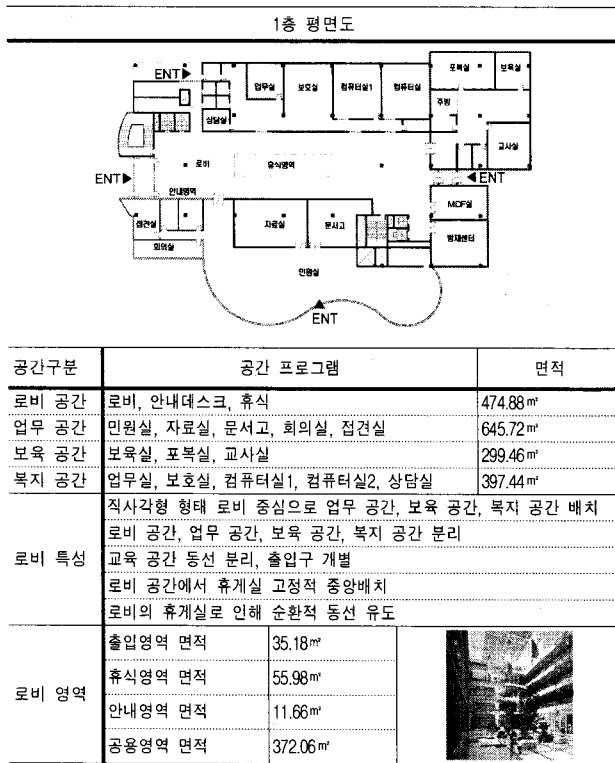 1층 평면도
ENT
업무실
보호실
컴퓨터실1
컴퓨터실
포복실
보육실
주방
상담실
교사실
로비
휴식영역
ENT
ENT
안내영역
MDF실
접견실
자료실
문서고
방재센터
회의실
민원실
ENT
공간구분 공간 프로그램 면적
로비 공간 로비, 안내데스크, 휴식 474.88㎡
업무 공간 민원실, 자료실, 문서고, 회의실, 접견실 645.72㎡
보육 공간 보육실, 포복실, 교사실 299.46㎡
복지 공간 업무실, 보호실, 컴퓨터실1, 컴퓨터실2, 상담실 397.44㎡
로비 특성
직사각형 형태 로비 중심으로 업무 공간, 보육 공간, 복지 공간 배치
로비 공간, 업무 공간, 보육 공간, 복지 공간 분리
교육 공간 동선 분리, 출입구 개별
로비 공간에서 휴게실 고정적 중앙배치
로비의 휴게실로 인해 순환적 동선 유도
로비 영역
출입영역 면적 35.18㎡
휴식영역 면적 55.98㎡
안내영역 면적 11.66㎡
공용영역 면적 372.06㎡